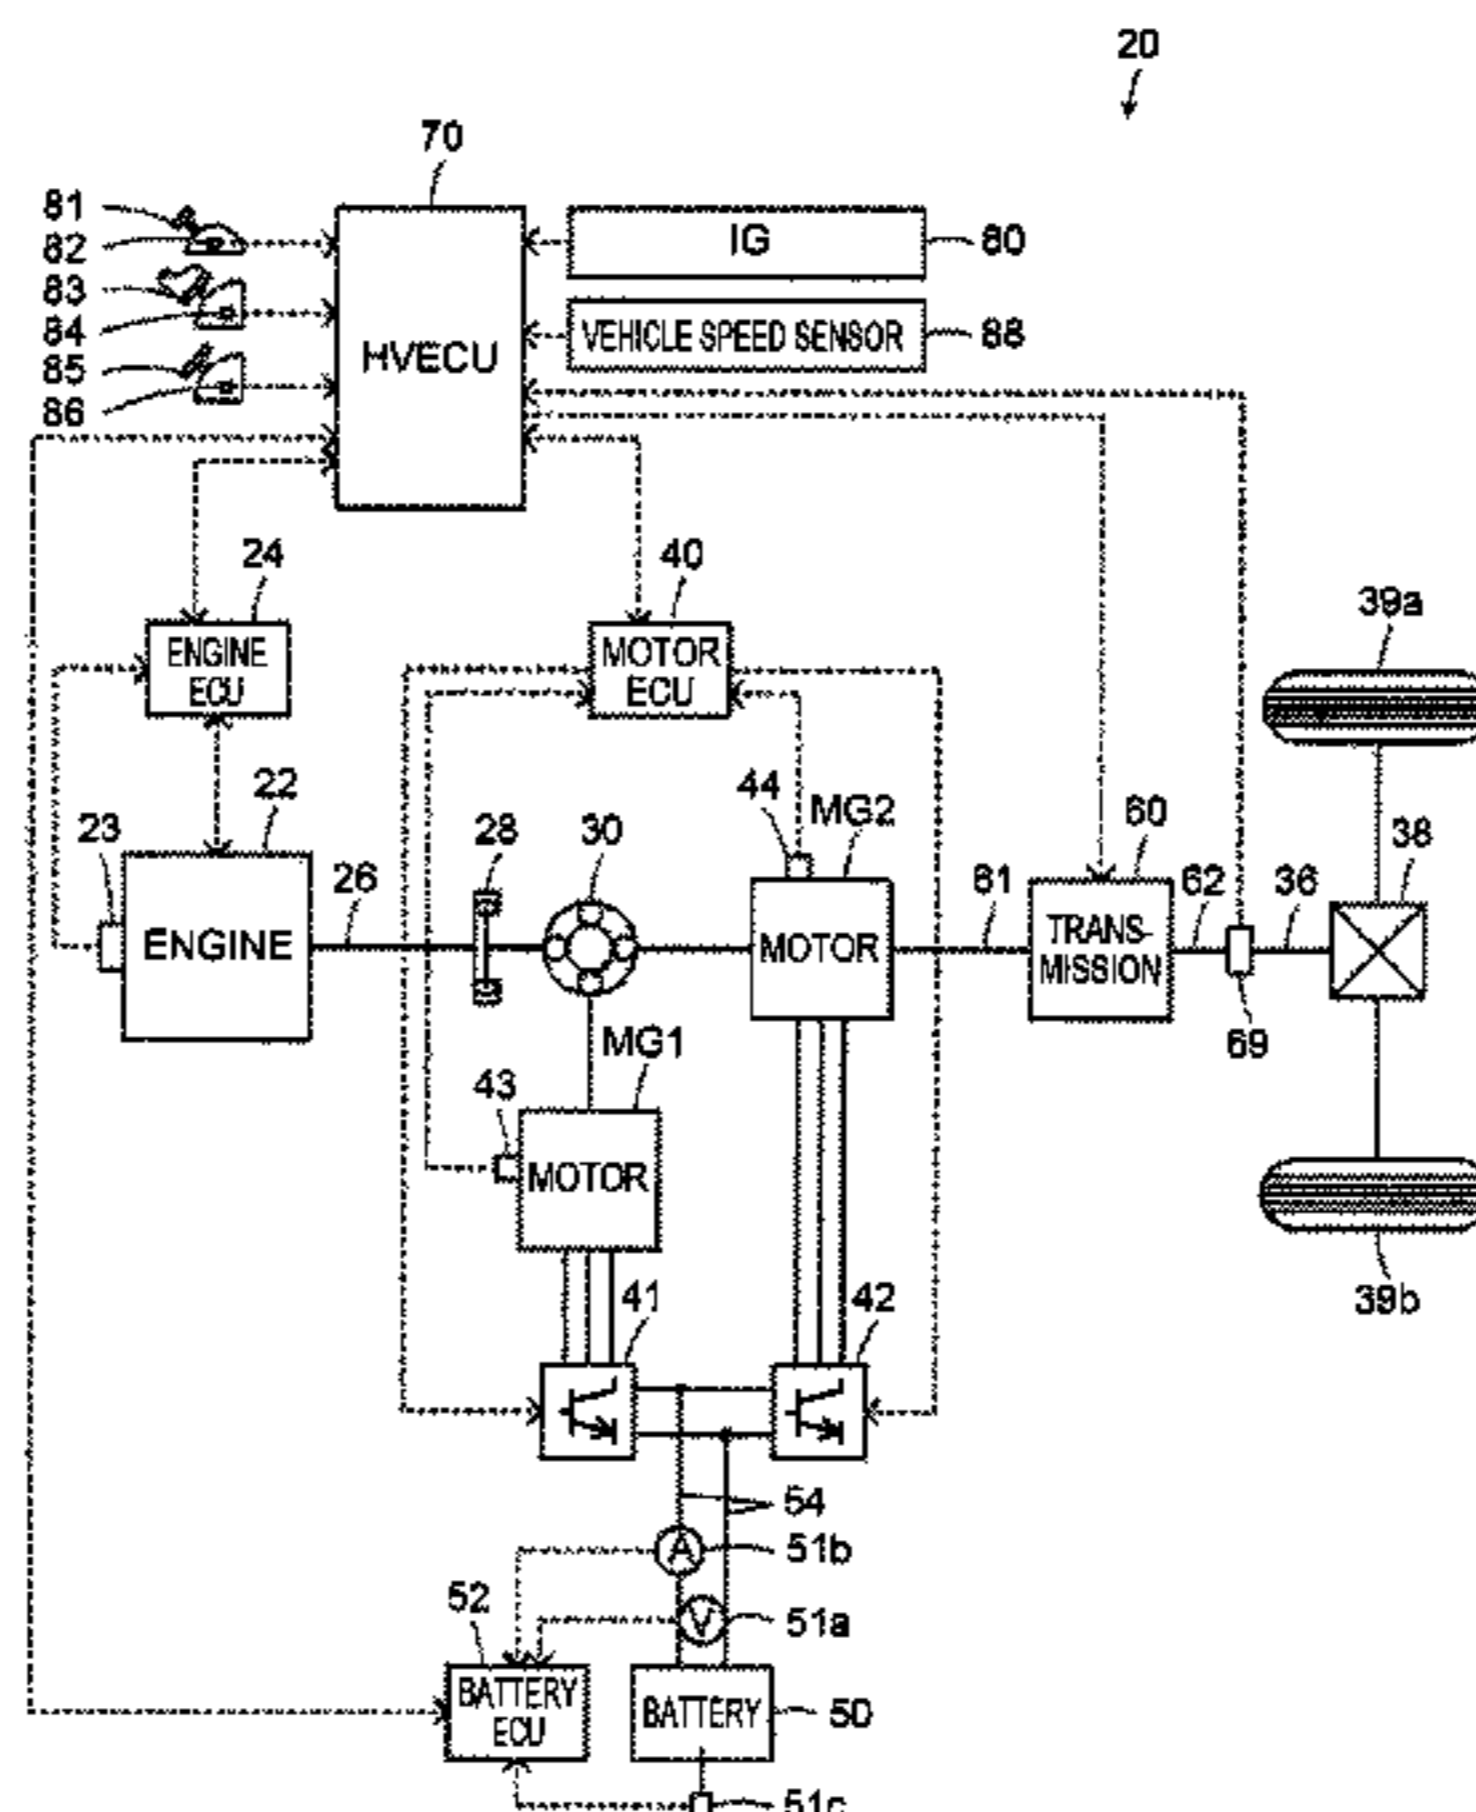 20
70
81
82
83
84
85
86
IG
80
HVECU
VEHICLE SPEED SENSOR
88
24
40
39a
ENGINE
ECU
MOTOR
ECU
22
23
28
30
44
MG2
60
38
26
61
62
36
ENGINE
MOTOR
TRANS-
MISSION
69
MG1
43
MOTOR
41
42
39b
54
A
51b
52
V
51a
BATTERY
ECU
BATTERY
50
51c